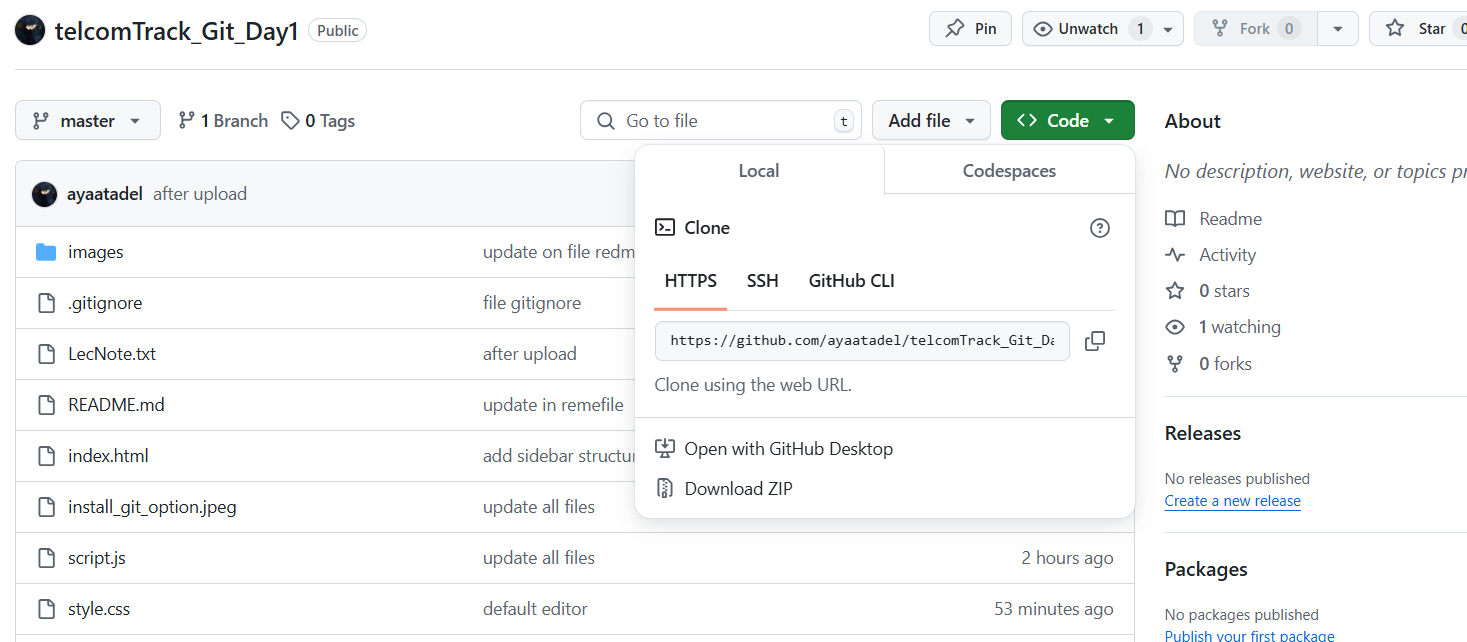 telcomTrack_Git_Day1 Public Pin Unwatch 1 Fork 0 Star 0
master 1 Branch 0 Tags Go to file t Add file Code
About
No description, website, or topics pr
Local Codespaces
ayaatadel after upload
Readme
Clone
images update on file redm
Activity
HTTPS SSH GitHub CLI
0 stars
.gitignore file gitignore
1 watching
https://github.com/ayaatadel/telcomTrack_Git_Da
LecNote.txt after upload
0 forks
Clone using the web URL.
README.md update in remefile
Releases
Open with GitHub Desktop
index.html add sidebar structur
No releases published
Download ZIP
Create a new release
install_git_option.jpeg update all files
script.js update all files 2 hours ago
Packages
style.css default editor 53 minutes ago
No packages published
Publish your first package